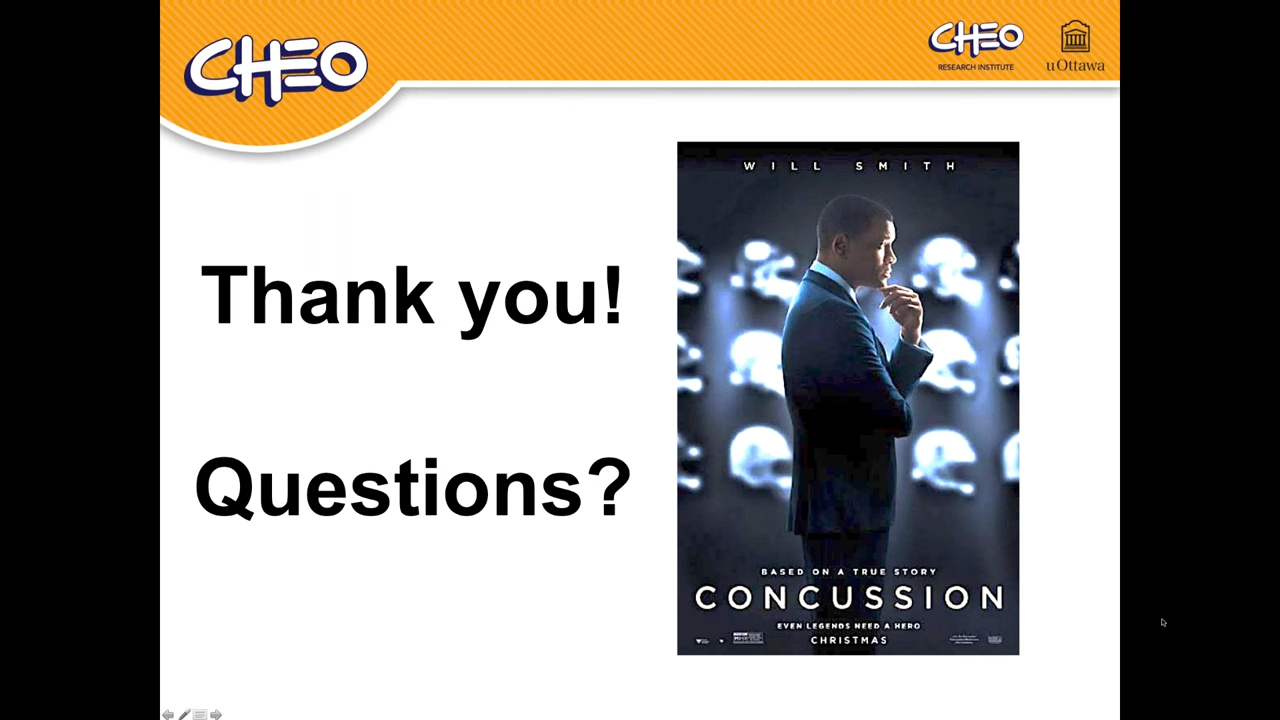 CHEO
CHEO
RESEARCH INSTITUTE
uOttawa
Thank you!
Questions?
WILL SMITH
BASED ON A TRUE STORY
CONCUSSION
EVEN LEGENDS NEED A HERO
CHRISTMAS